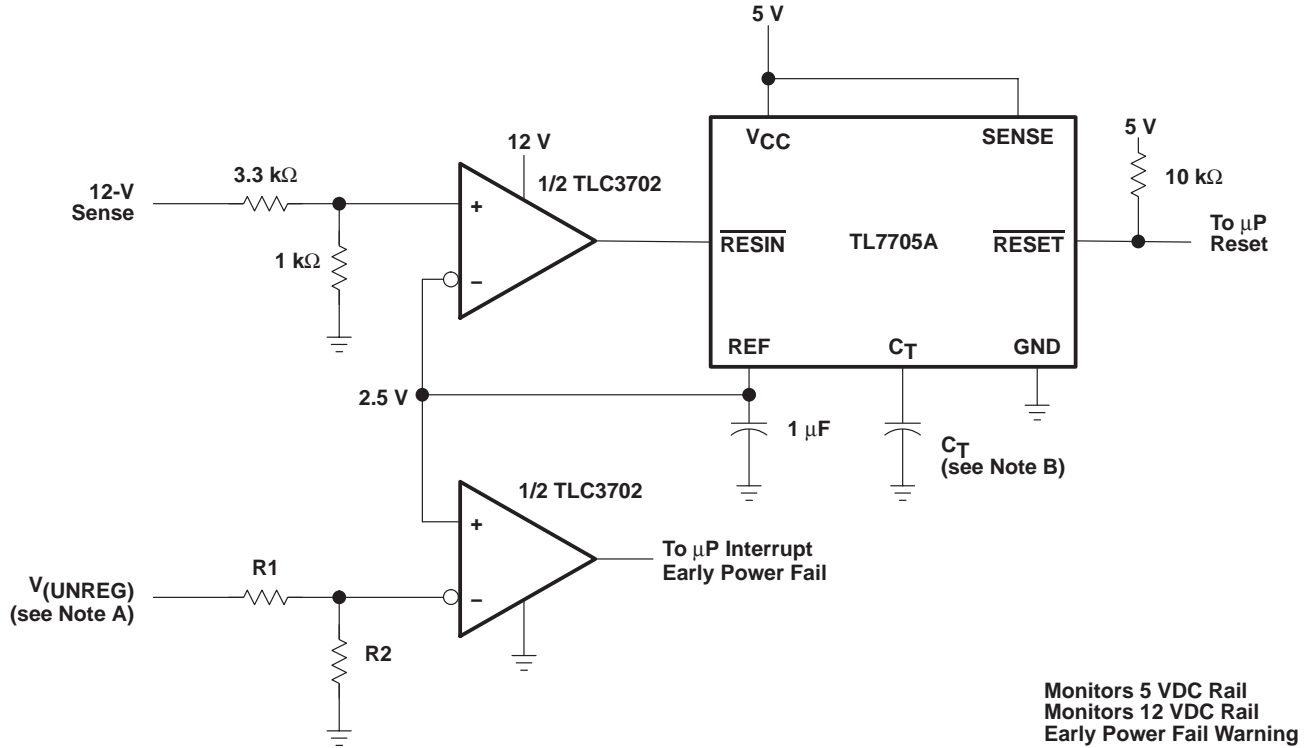 5 V
12 V
VCC
SENSE
5 V
3.3 kΩ
1/2 TLC3702
10 kΩ
12-V
Sense
+
RESIN
TL7705A
RESET
To μP
Reset
1 kΩ
−
REF
CT
GND
2.5 V
1 μF
CT
(see Note B)
1/2 TLC3702
+
To μP Interrupt
Early Power Fail
R1
V(UNREG)
(see Note A)
−
R2
Monitors 5 VDC Rail
Monitors 12 VDC Rail
Early Power Fail Warning